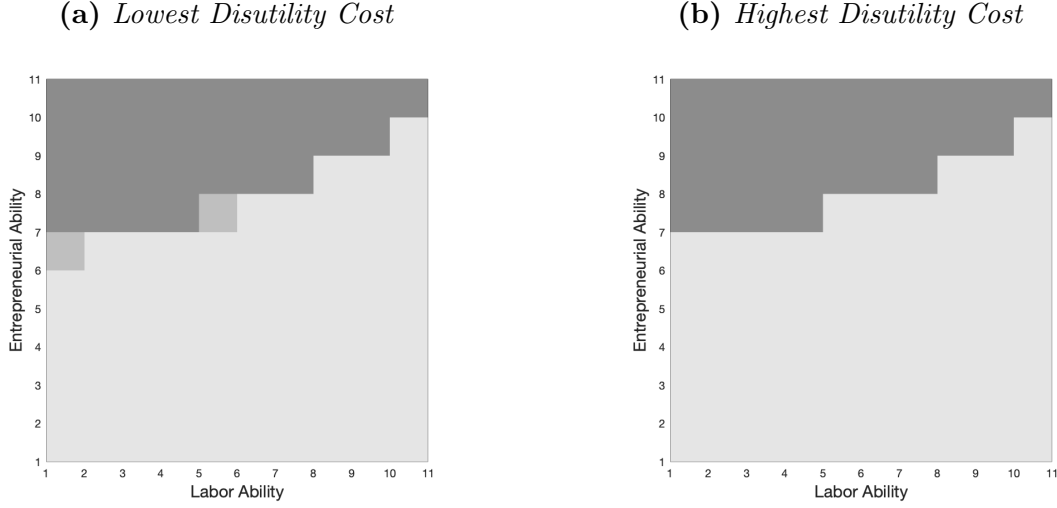 (a) Lowest Disutility Cost
11
10
9
8
7
6
5
4
3
2
1
Entrepreneurial Ability
1 2 3 4 5 6 7 8 9 10 11
Labor Ability
(b) Highest Disutility Cost
11
10
9
8
7
6
5
4
3
2
1
Entrepreneurial Ability
1 2 3 4 5 6 7 8 9 10 11
Labor Ability